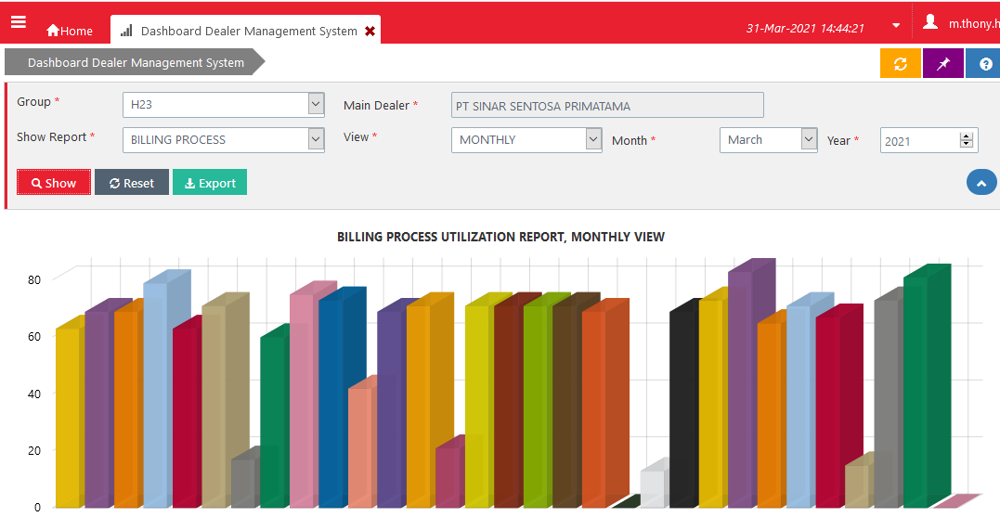 Home
Dashboard Dealer Management System
31-Mar-2021 14:44:21
m.thony.h
Dashboard Dealer Management System
Group *
H23
Main Dealer *
PT SINAR SENTOSA PRIMATAMA
Show Report *
BILLING PROCESS
View *
MONTHLY
Month *
March
Year *
2021
Show
Reset
Export
BILLING PROCESS UTILIZATION REPORT, MONTHLY VIEW
80
60
40
20
0